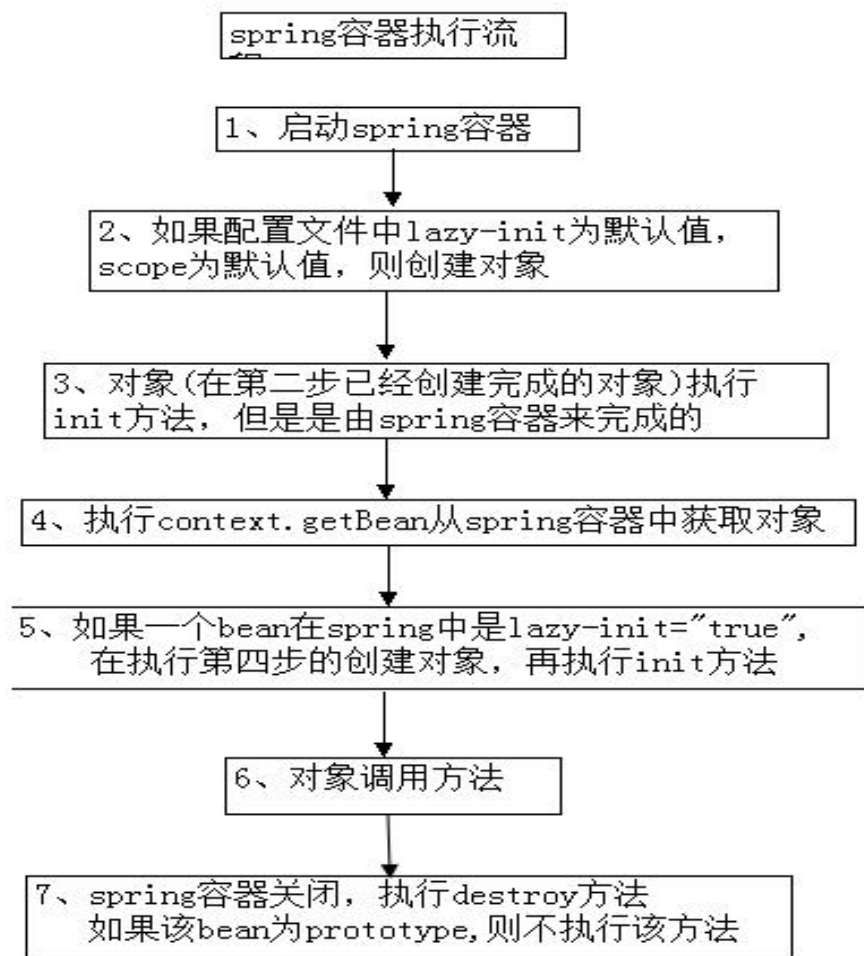 spring容器执行流
1、启动spring容器
2、如果配置文件中lazy-init为默认值，
scope为默认值，则创建对象
3、对象(在第二步已经创建完成的对象)执行
init方法，但是是由spring容器来完成的
4、执行context.getBean从spring容器中获取对象
5、如果一个bean在spring中是lazy-init="true",
在执行第四步的创建对象，再执行init方法
6、对象调用方法
7、spring容器关闭，执行destroy方法
如果该bean为prototype,则不执行该方法